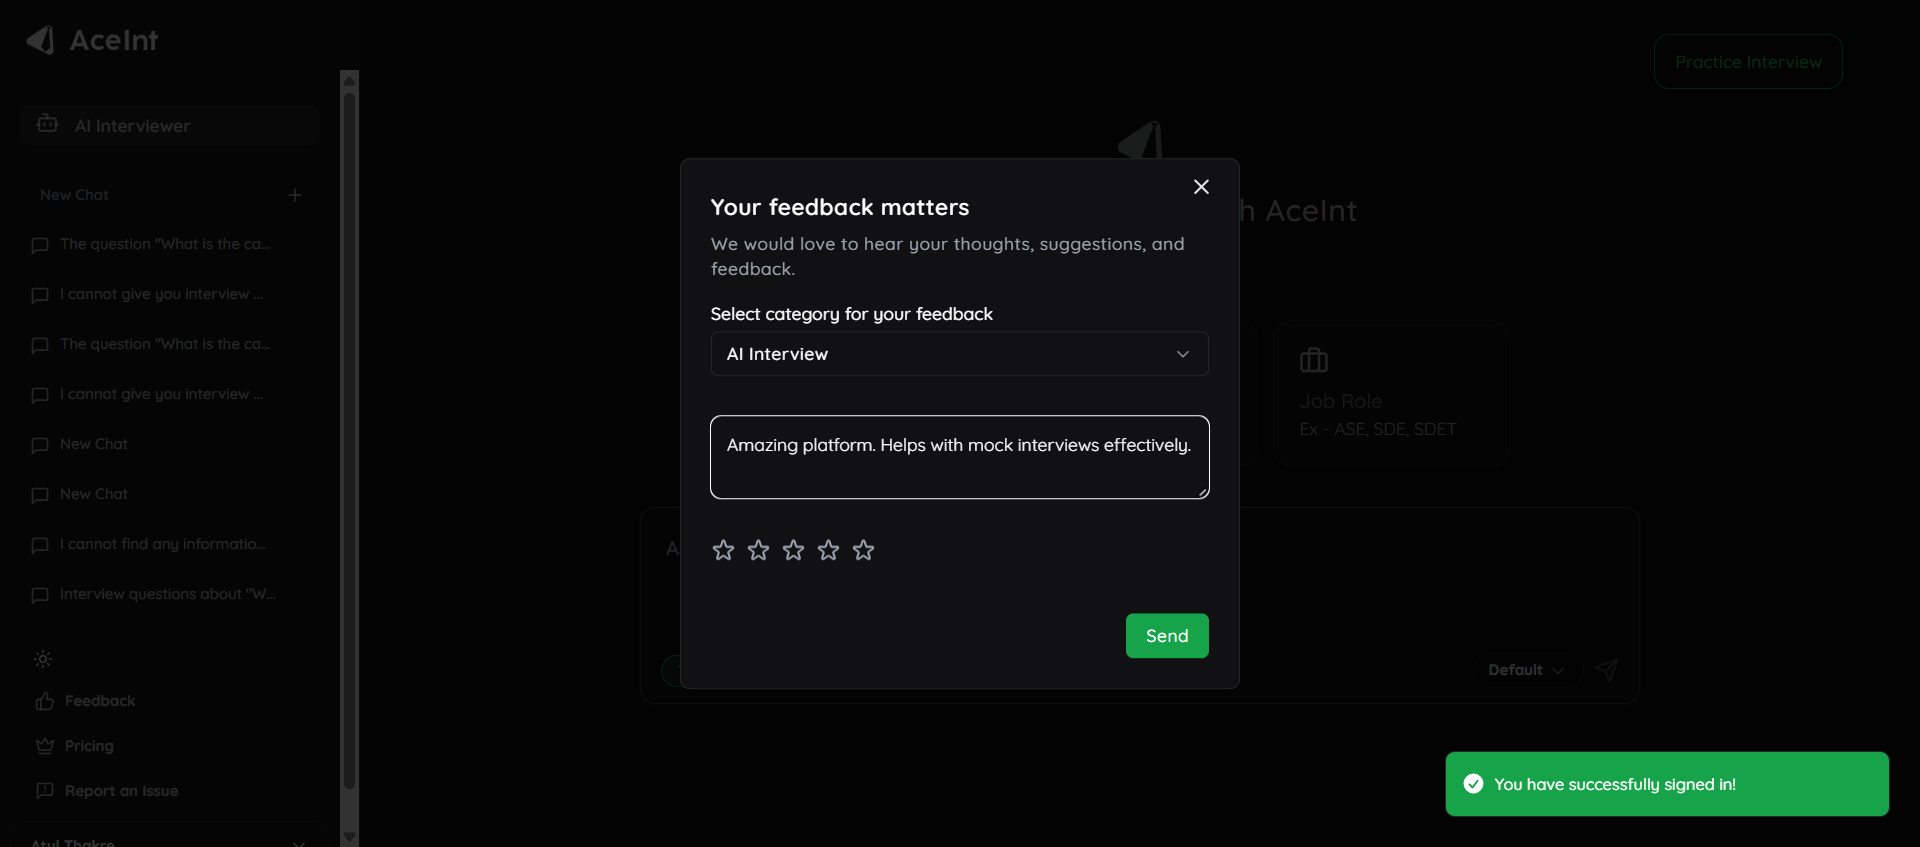 AceInt
AI Interviewer
New Chat
The question "What is the ca...
I cannot give you interview ...
The question "What is the ca...
I cannot give you interview ...
New Chat
New Chat
I cannot find any informatio...
Interview questions about "W...
Feedback
Pricing
Report an Issue
Atul Thakre
Practice Interview
h AceInt
Job Role
Ex - ASE, SDE, SDET
A
Default
Your feedback matters
We would love to hear your thoughts, suggestions, and
feedback.
Select category for your feedback
AI Interview
Amazing platform. Helps with mock interviews effectively.
Send
You have successfully signed in!